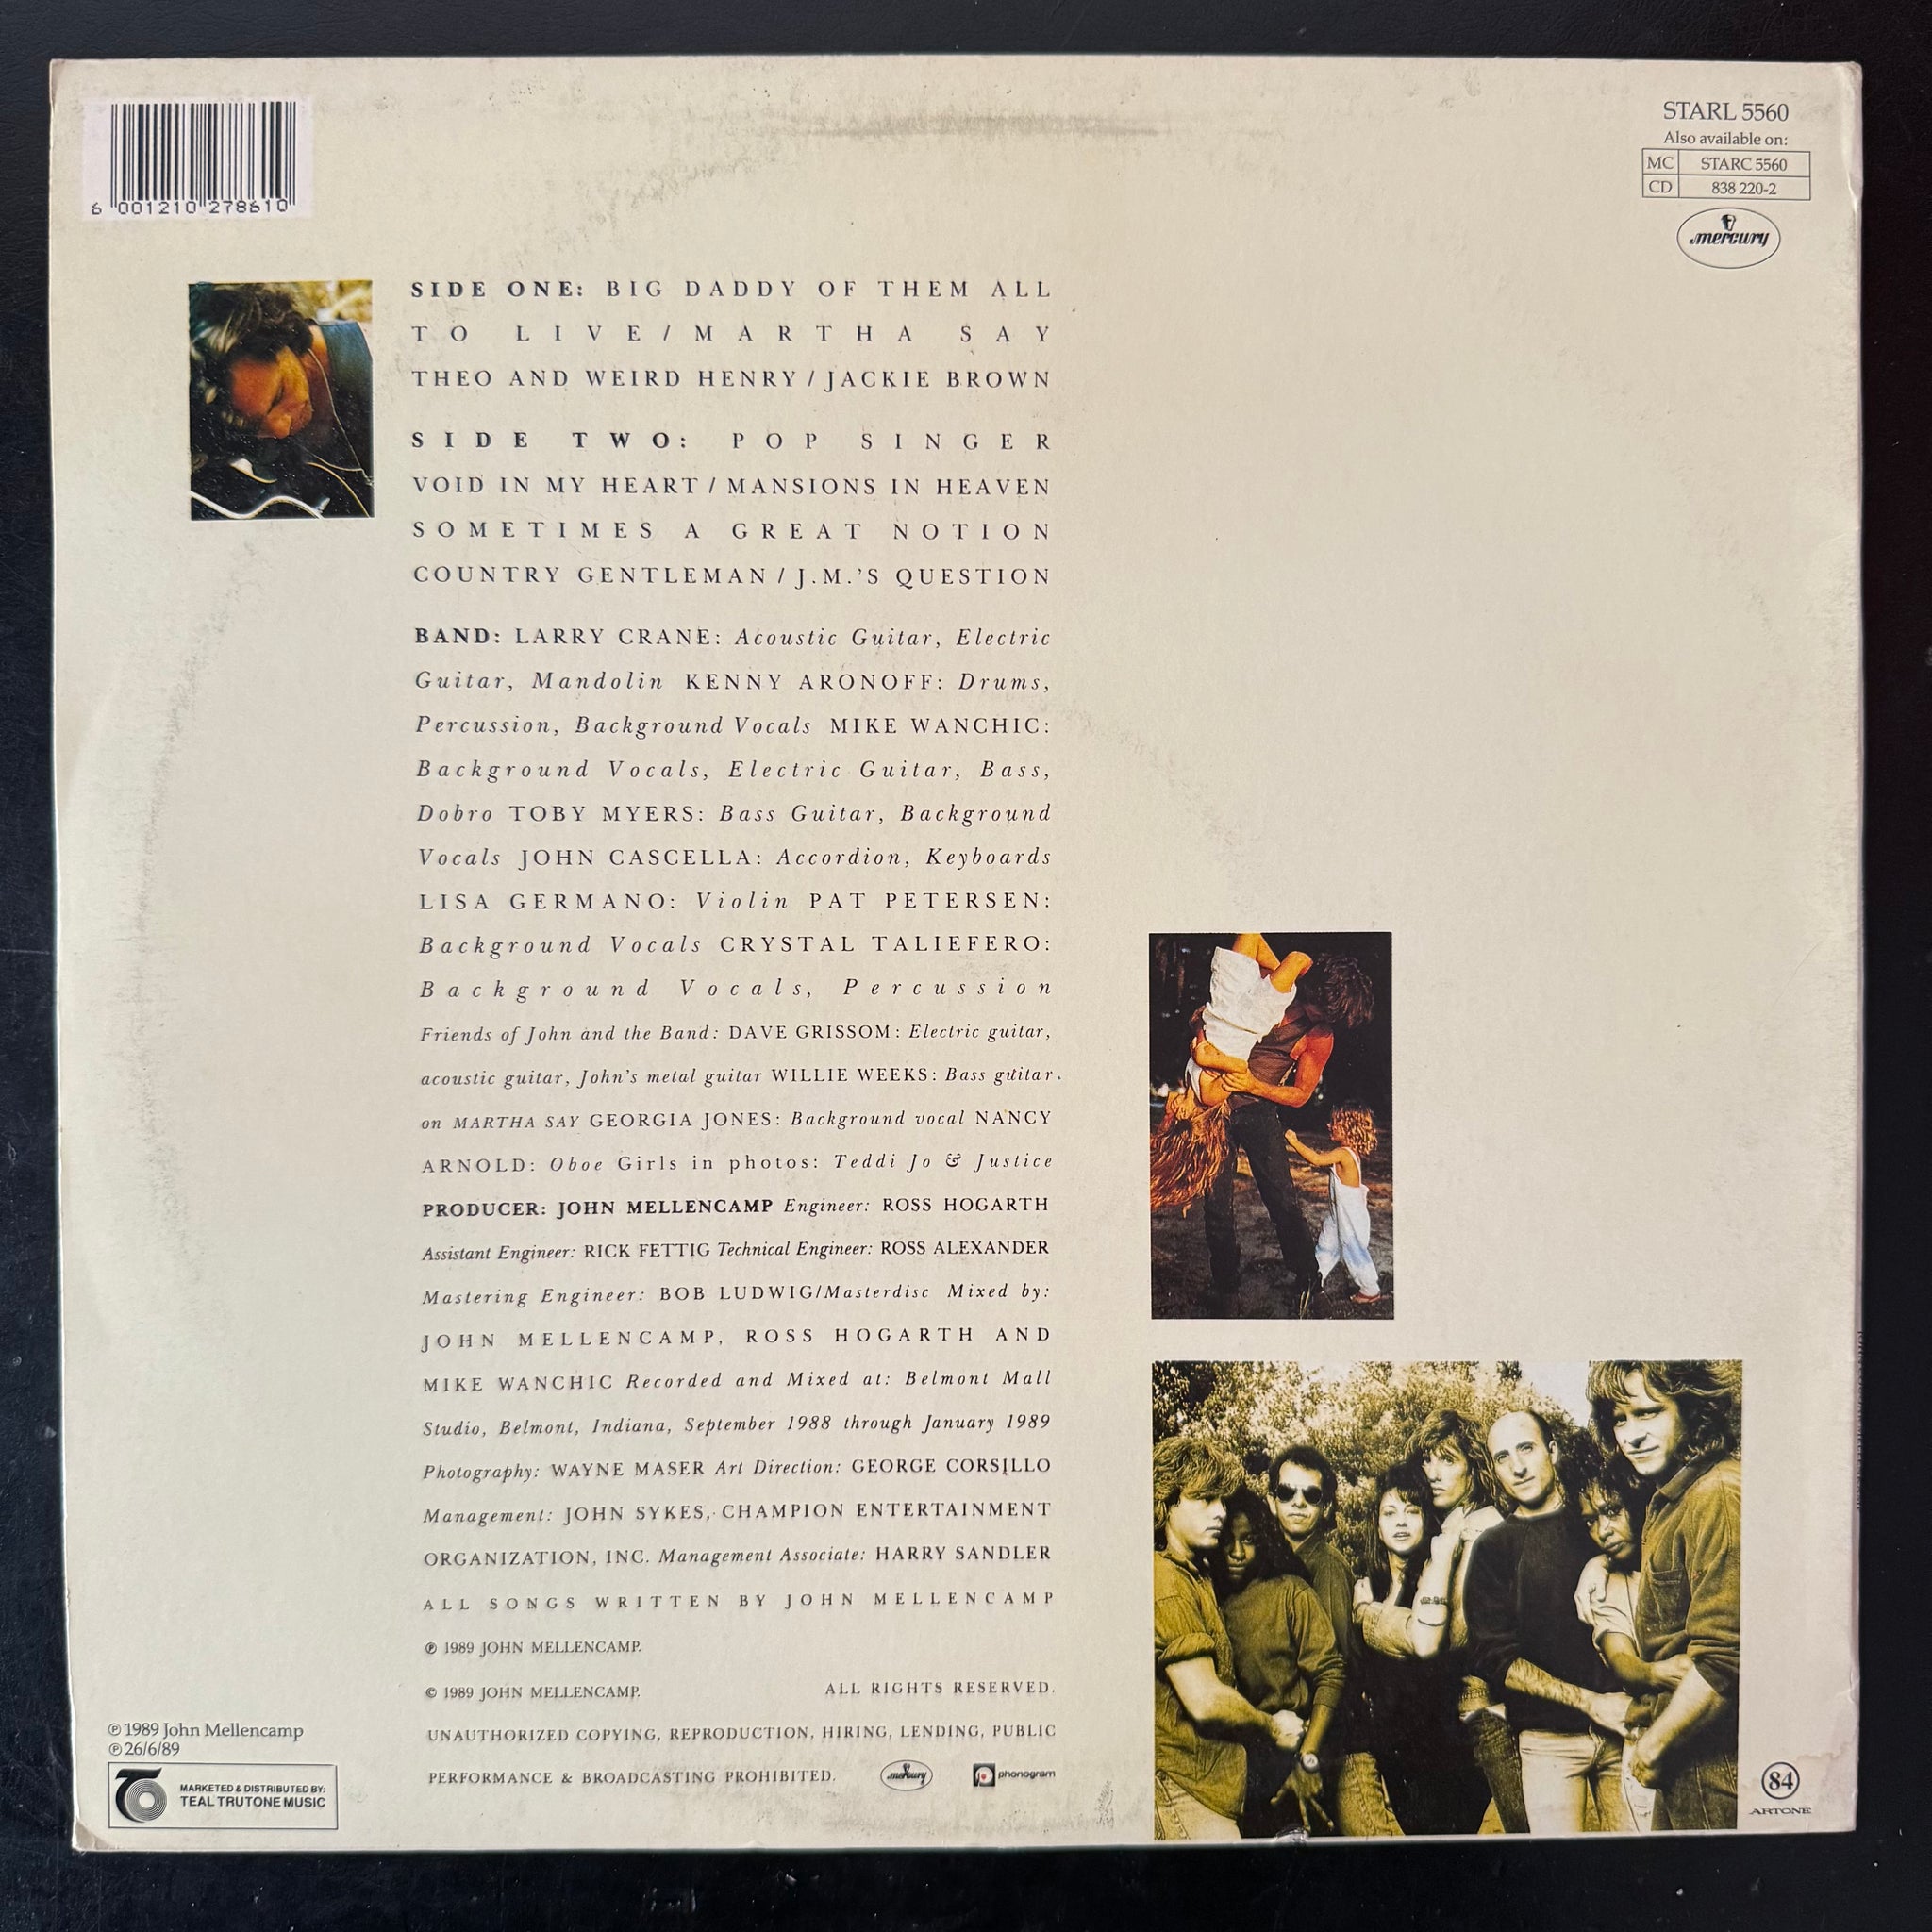 6 001210 278610
STARL 5560
Also available on:
MC STARC 5560
CD 838 220-2
mercury
SIDE ONE: BIG DADDY OF THEM ALL
TO LIVE/MARTHA SAY
THEO AND WEIRD HENRY/JACKIE BROWN
SIDE TWO: POP SINGER
VOID IN MY HEART/MANSIONS IN HEAVEN
SOMETIMES A GREAT NOTION
COUNTRY GENTLEMAN/J.M.'S QUESTION
BAND: LARRY CRANE: Acoustic Guitar, Electric
Guitar, Mandolin KENNY ARONOFF: Drums,
Percussion, Background Vocals MIKE WANCHIC:
Background Vocals, Electric Guitar, Bass,
Dobro TOBY MYERS: Bass Guitar, Background
Vocals JOHN CASCELLA: Accordion, Keyboards
LISA GERMANO: Violin PAT PETERSEN:
Background Vocals CRYSTAL TALIEFERO:
Background Vocals, Percussion
Friends of John and the Band: DAVE GRISSOM: Electric guitar,
acoustic guitar, John's metal guitar WILLIE WEEKS: Bass guitar.
on MARTHA SAY GEORGIA JONES: Background vocal NANCY
ARNOLD: Oboe Girls in photos: Teddi Jo & Justice
PRODUCER: JOHN MELLENCAMP Engineer: ROSS HOGARTH
Assistant Engineer: RICK FETTIG Technical Engineer: ROSS ALEXANDER
Mastering Engineer: BOB LUDWIG/Masterdisc Mixed by:
JOHN MELLENCAMP, ROSS HOGARTH AND
MIKE WANCHIC Recorded and Mixed at: Belmont Mall
Studio, Belmont, Indiana, September 1988 through January 1989
Photography: WAYNE MASER Art Direction: GEORGE CORSILLO
Management: JOHN SYKES, CHAMPION ENTERTAINMENT
ORGANIZATION, INC. Management Associate: HARRY SANDLER
ALL SONGS WRITTEN BY JOHN MELLENCAMP
℗ 1989 JOHN MELLENCAMP.
© 1989 JOHN MELLENCAMP. ALL RIGHTS RESERVED.
UNAUTHORIZED COPYING, REPRODUCTION, HIRING, LENDING, PUBLIC
PERFORMANCE & BROADCASTING PROHIBITED. mercury phonogram
℗ 1989 John Mellencamp
℗ 26/6/89
MARKETED & DISTRIBUTED BY:
TEAL TRUTONE MUSIC
84
ARTONE